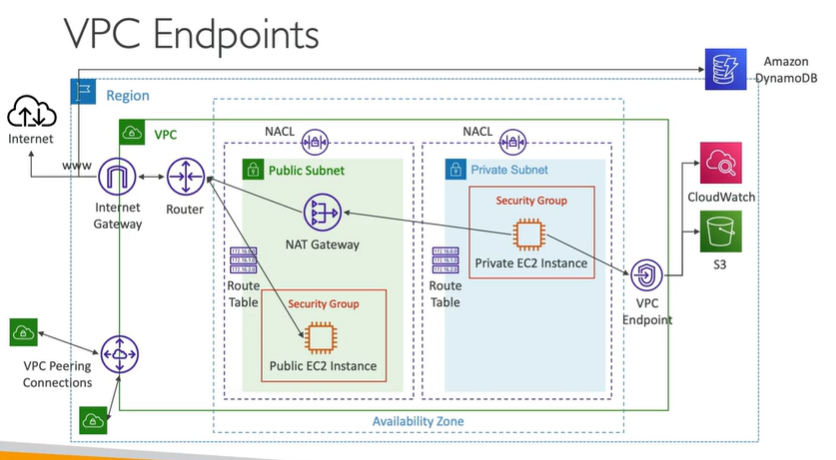 VPC Endpoints
Amazon
DynamoDB
Region
Internet
VPC
NACL
NACL
www
Public Subnet
Private Subnet
Security Group
Internet
Gateway
Router
NAT Gateway
Private EC2 Instance
CloudWatch
S3
Route
Table
Route
Table
Security Group
VPC
Endpoint
Public EC2 Instance
VPC Peering
Connections
Availability Zone